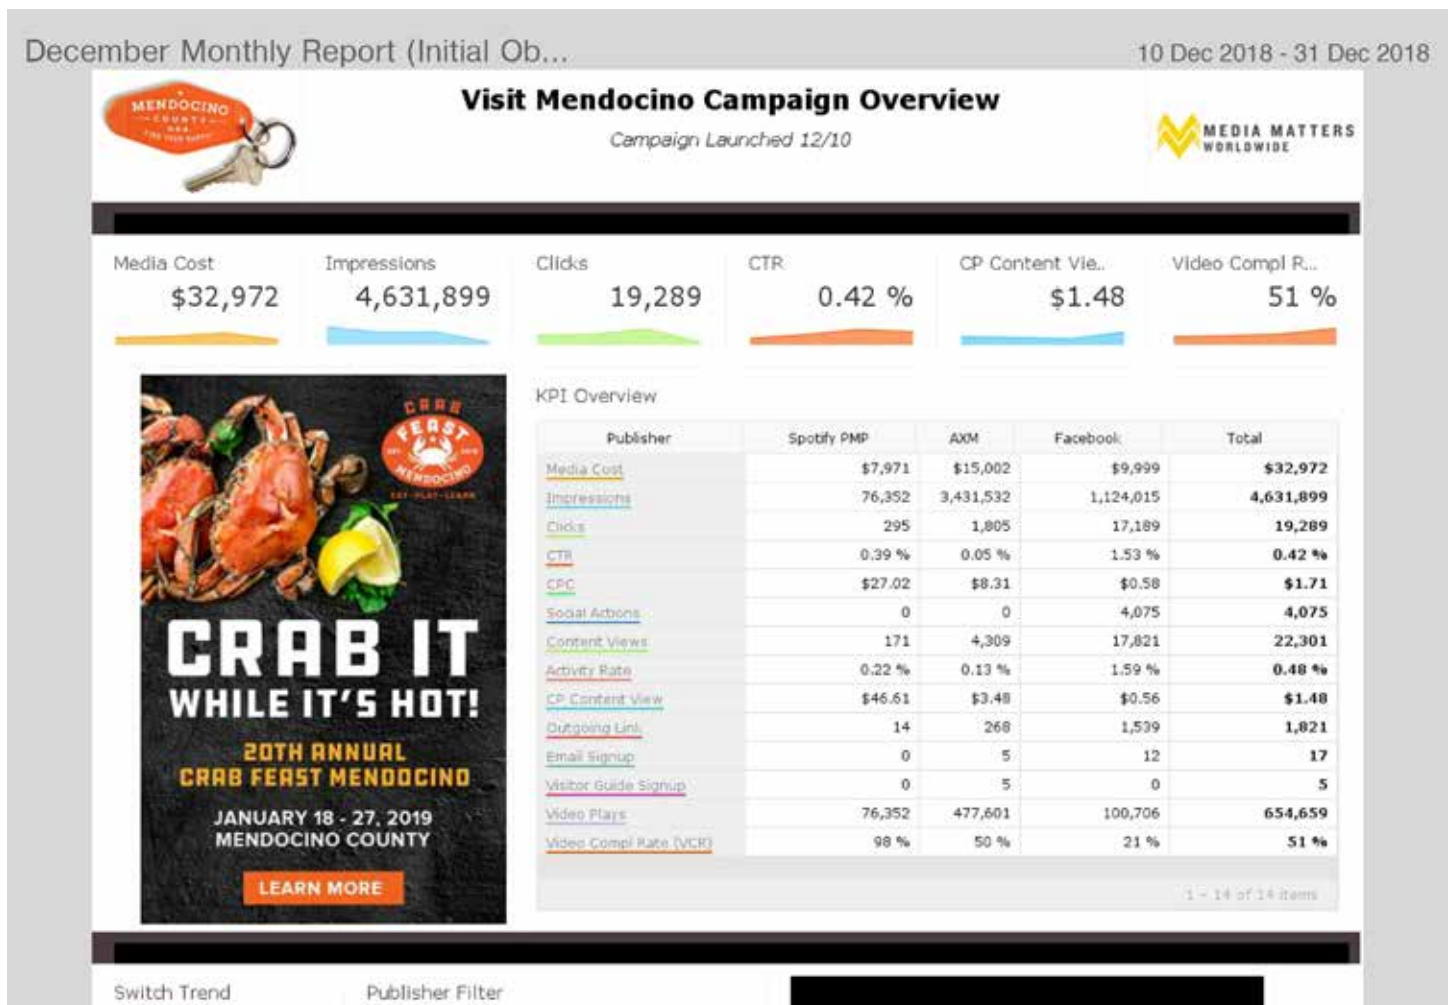 December Monthly Report (Initial Ob...
10 Dec 2018 - 31 Dec 2018
MENDOCINO
COUNTY
Visit Mendocino Campaign Overview
Campaign Launched 12/10
MEDIA MATTERS
WORLDWIDE
Media Cost Impressions Clicks CTR CP Content Vie.. Video Compl R...
$32,972 4,631,899 19,289 0.42 % $1.48 51 %
CRAB
FEAST
MENDOCINO
EAT-PLAY-LEARN
CRAB IT
WHILE IT'S HOT!
20TH ANNUAL
CRAB FEAST MENDOCINO
JANUARY 18 - 27, 2019
MENDOCINO COUNTY
LEARN MORE
KPI Overview
Publisher Spotify PMP AXM Facebook Total
Media Cost $7,971 $15,002 $9,999 $32,972
Impressions 76,352 3,431,532 1,124,015 4,631,899
Clicks 295 1,805 17,189 19,289
CTR 0.39 % 0.05 % 1.53 % 0.42 %
CPC $27.02 $8.31 $0.58 $1.71
Social Actions 0 0 4,075 4,075
Content Views 171 4,309 17,821 22,301
Activity Rate 0.22 % 0.13 % 1.59 % 0.48 %
CP Content View $46.61 $3.48 $0.56 $1.48
Outgoing Link 14 268 1,539 1,821
Email Signup 0 5 12 17
Visitor Guide Signup 0 5 0 5
Video Plays 76,352 477,601 100,706 654,659
Video Compl Rate (VCR) 98 % 50 % 21 % 51 %
1 - 14 of 14 items
Switch Trend Publisher Filter